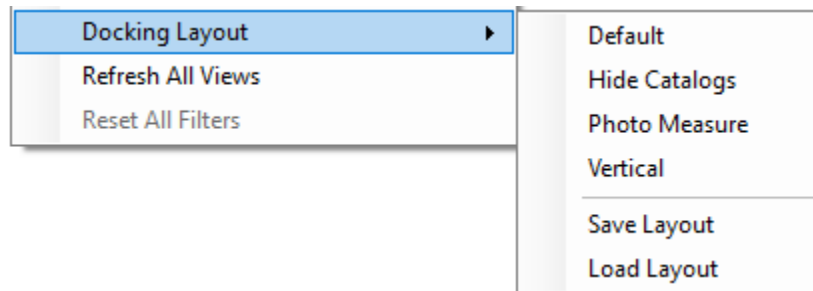 Docking Layout
Refresh All Views
Reset All Filters
Default
Hide Catalogs
Photo Measure
Vertical
Save Layout
Load Layout